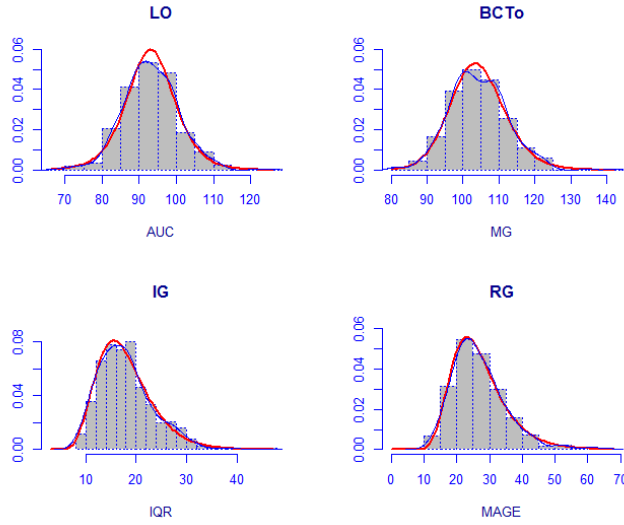 LO
0.00 0.02 0.04 0.06
70 80 90 100 110 120
AUC
BCTo
0.00 0.02 0.04 0.06
80 90 100 110 120 130 140
MG
IG
0.00 0.04 0.08
10 20 30 40
IQR
RG
0.00 0.02 0.04 0.06
0 10 20 30 40 50 60 70
MAGE